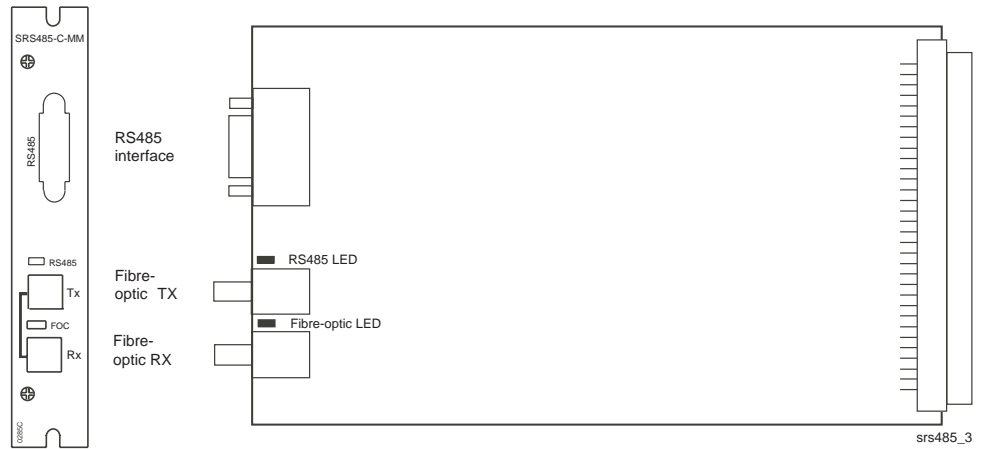 SRS485-C-MM
RS485
RS485
Tx
FOC
Rx
0285C
RS485
interface
Fibre-
optic TX
Fibre-
optic RX
RS485 LED
Fibre-optic LED
srs485_3